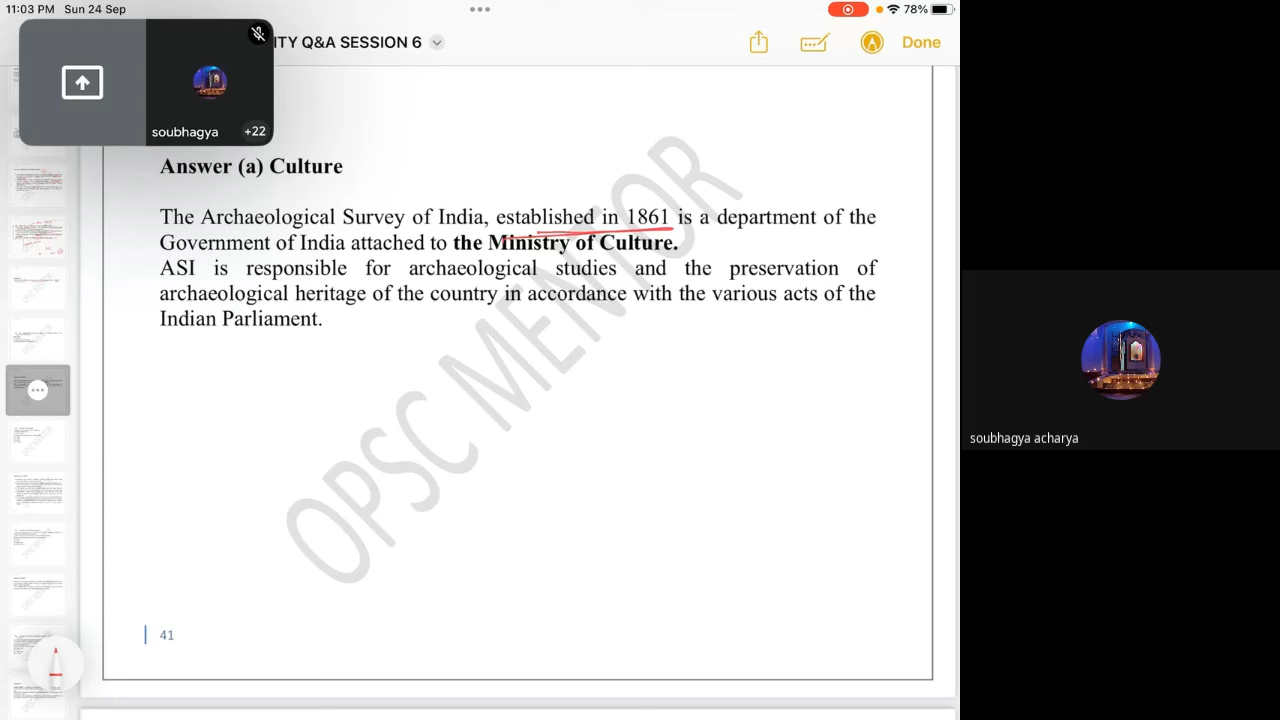 11:03 PM Sun 24 Sep
78%
ITY Q&A SESSION 6
Done
soubhagya
+22
Answer (a) Culture
The Archaeological Survey of India, established in 1861 is a department of the
Government of India attached to the Ministry of Culture.
ASI is responsible for archaeological studies and the preservation of
archaeological heritage of the country in accordance with the various acts of the
Indian Parliament.
OPSC MENTOR
41
soubhagya acharya